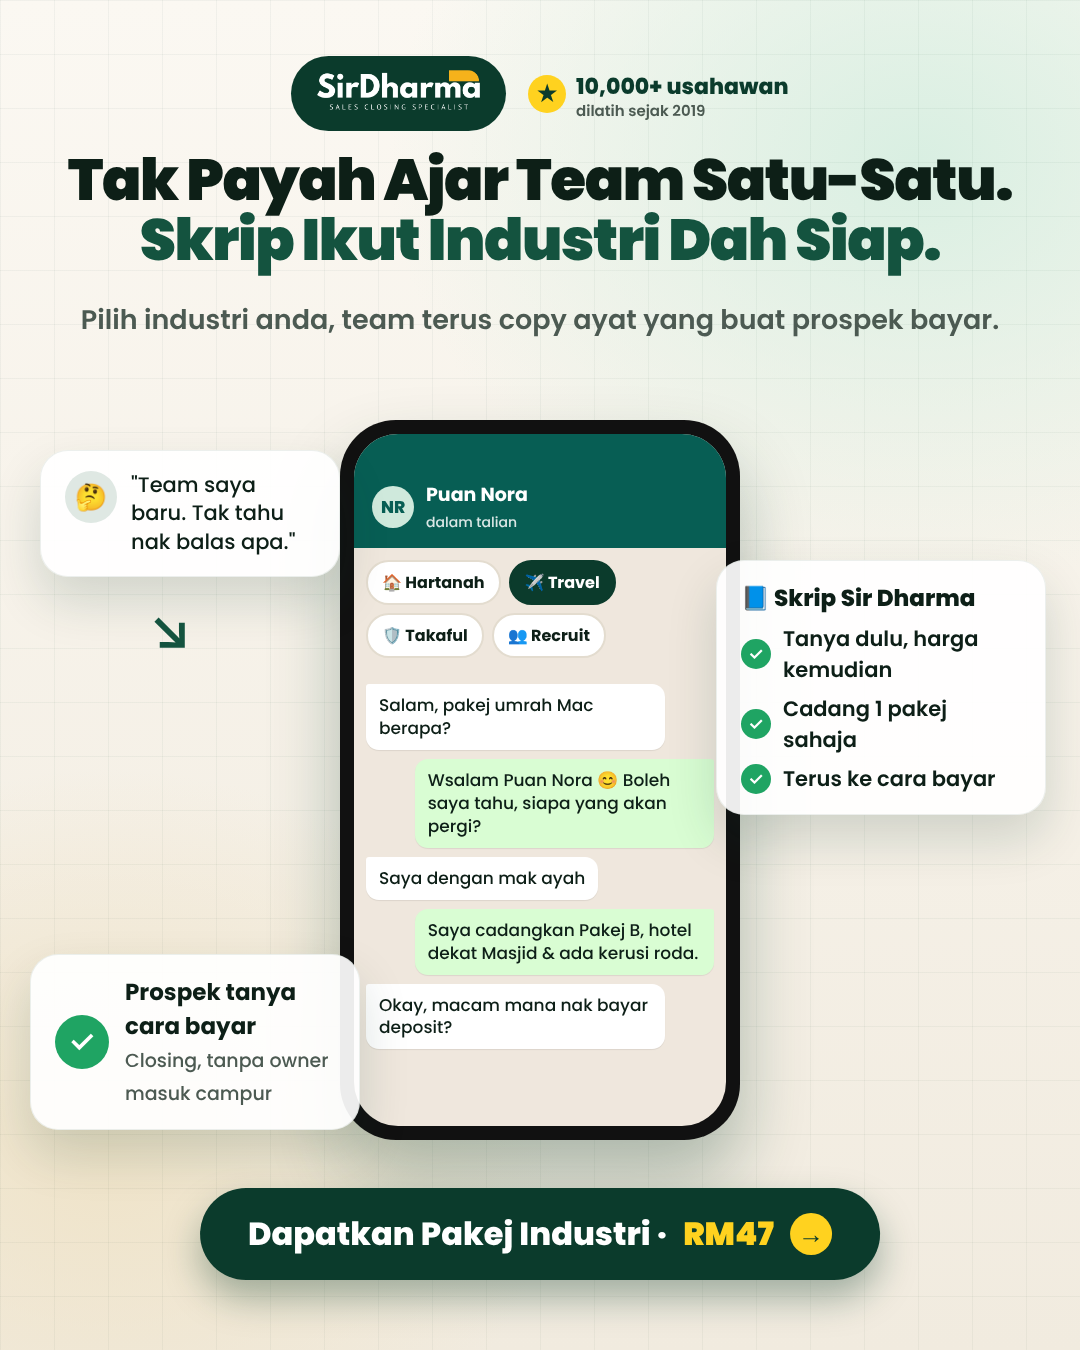 SirDharma
SALES CLOSING SPECIALIST
10,000+ usahawan
dilatih sejak 2019
Tak Payah Ajar Team Satu-Satu.
Skrip Ikut Industri Dah Siap.
Pilih industri anda, team terus copy ayat yang buat prospek bayar.
"Team saya
baru. Tak tahu
nak balas apa."
NR
Puan Nora
dalam talian
Hartanah
Travel
Takaful
Recruit
Salam, pakej umrah Mac
berapa?
Wsalam Puan Nora 😊 Boleh
saya tahu, siapa yang akan
pergi?
Saya dengan mak ayah
Saya cadangkan Pakej B, hotel
dekat Masjid & ada kerusi roda.
Okay, macam mana nak bayar
deposit?
Skrip Sir Dharma
Tanya dulu, harga
kemudian
Cadang 1 pakej
sahaja
Terus ke cara bayar
Prospek tanya
cara bayar
Closing, tanpa owner
masuk campur
Dapatkan Pakej Industri · RM47 →